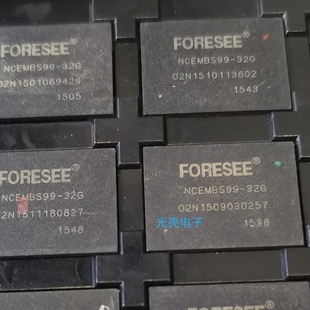 FORESEE®
NCEMBS99-32G
02N1501069429
1505
FORESEE®
NCEMBS99-32G
02N1510113802
1543
FORESEE®
NCEMBS99-32G
02N1511180827
1548
FORESEE®
NCEMBS99-32G
02N1509030257
光亮电子
1598